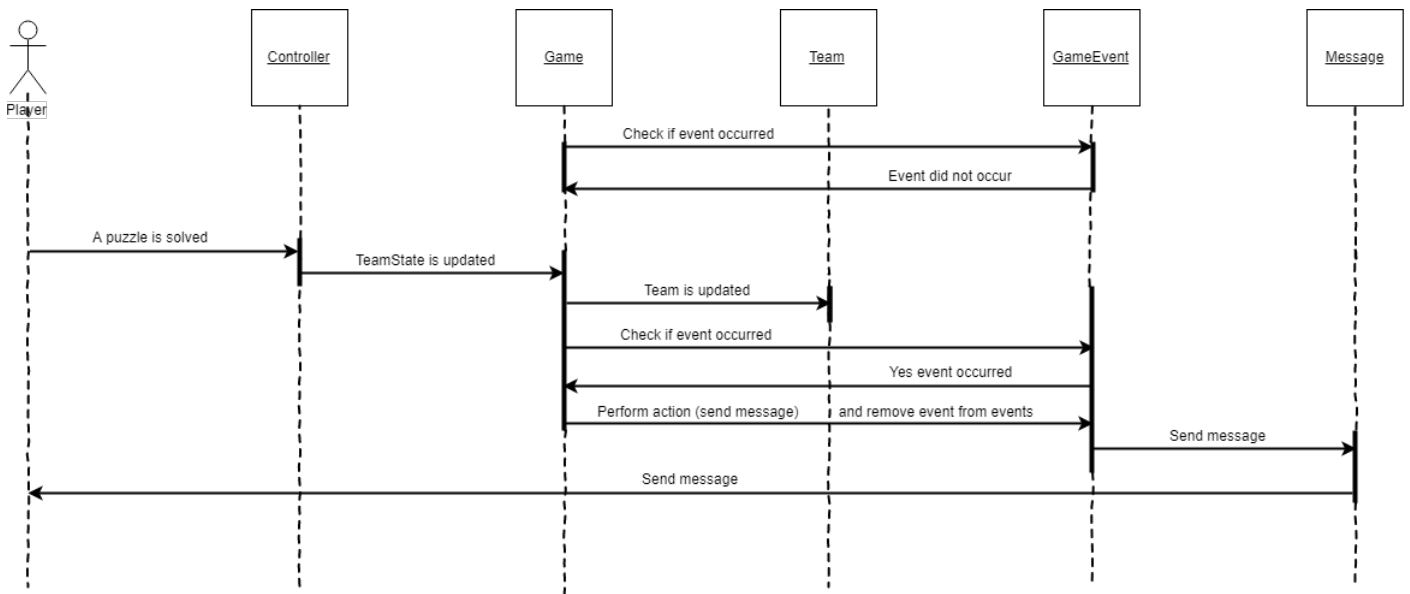 Controller
Game
Team
GameEvent
Message
Player
Check if event occurred
Event did not occur
A puzzle is solved
TeamState is updated
Team is updated
Check if event occurred
Yes event occurred
Perform action (send message) and remove event from events
Send message
Send message